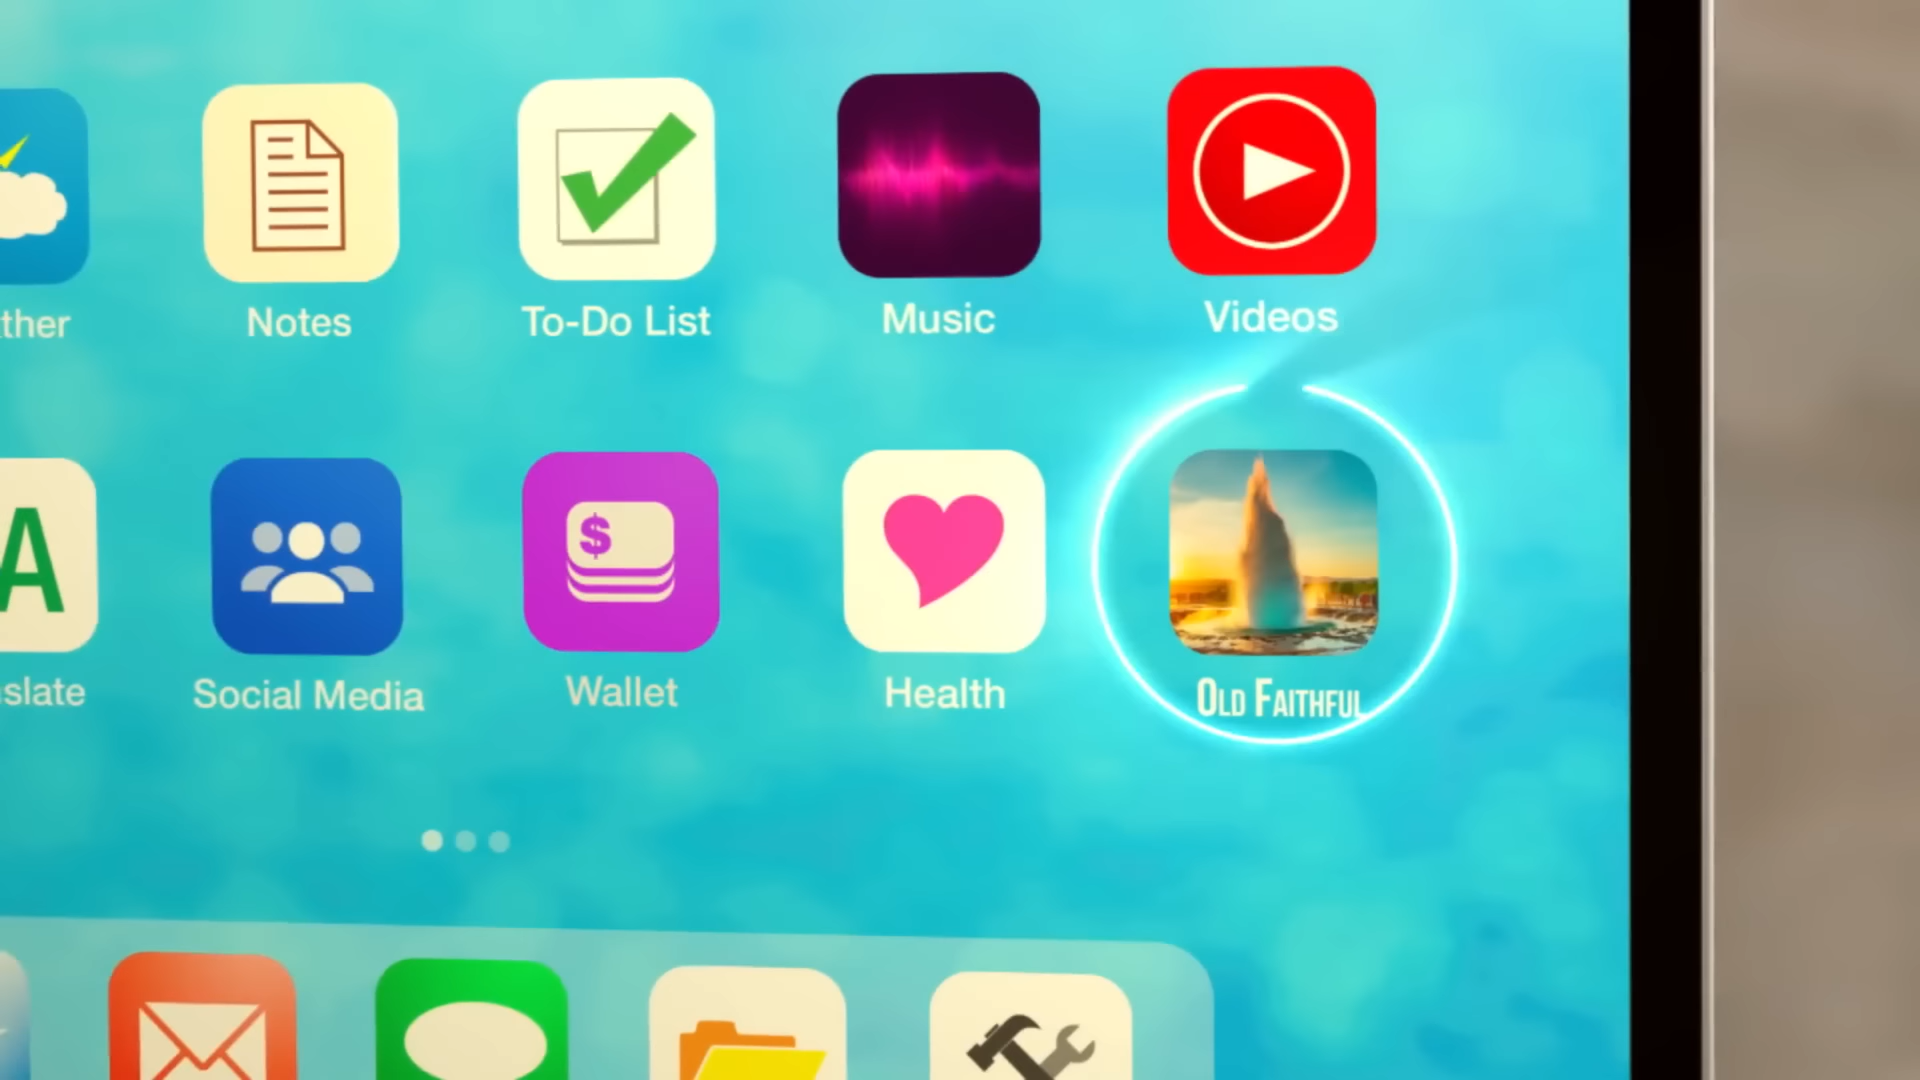 ther
Notes
To-Do List
Music
Videos
A
$
slate
Social Media
Wallet
Health
OLD FAITHFUL